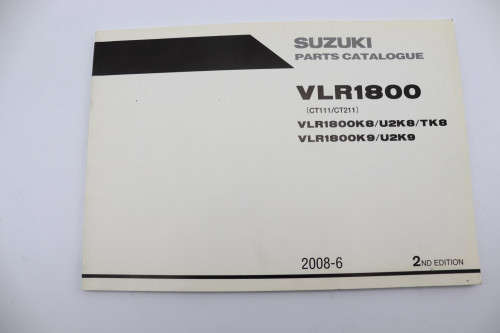 SUZUKI
PARTS CATALOGUE
VLR1800
(CT111/CT211)
VLR1800K8/U2K8/TK8
VLR1800K9/U2K9
2008-6 2ND EDITION